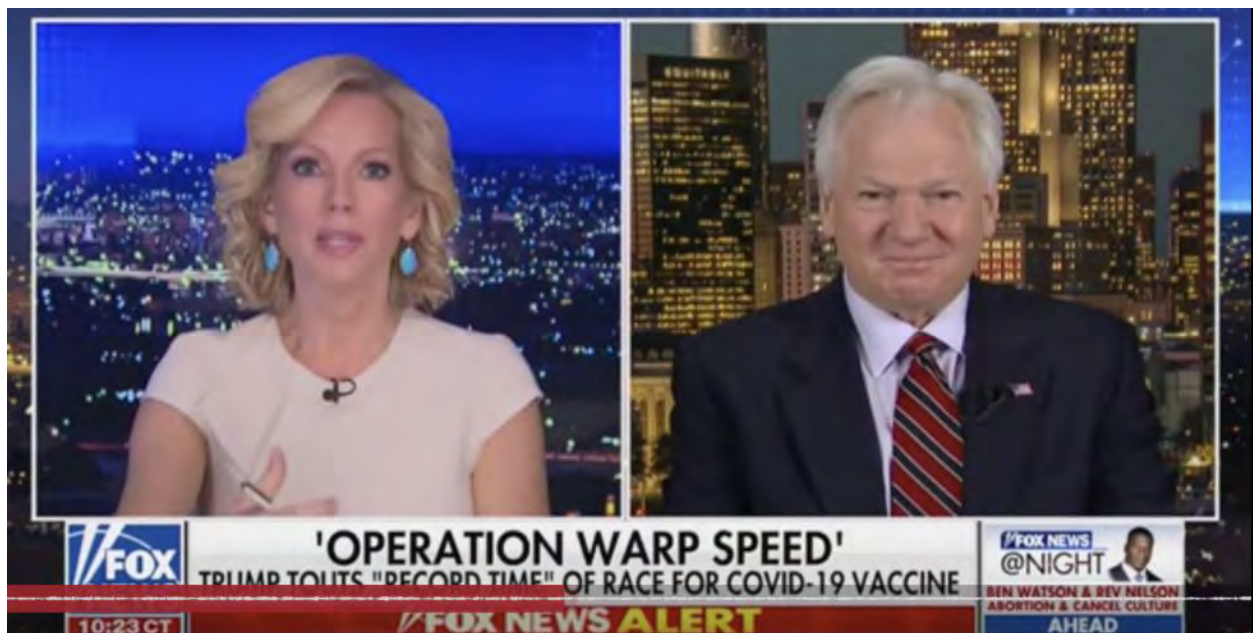 EQUITABLE
'OPERATION WARP SPEED'
TRUMP TOUTS "RECORD TIME" OF RACE FOR COVID-19 VACCINE
FOX
10:23 CT
FOX NEWS ALERT
FOX NEWS
@NIGHT
BEN WATSON & REV NELSON
ABORTION & CANCEL CULTURE
AHEAD